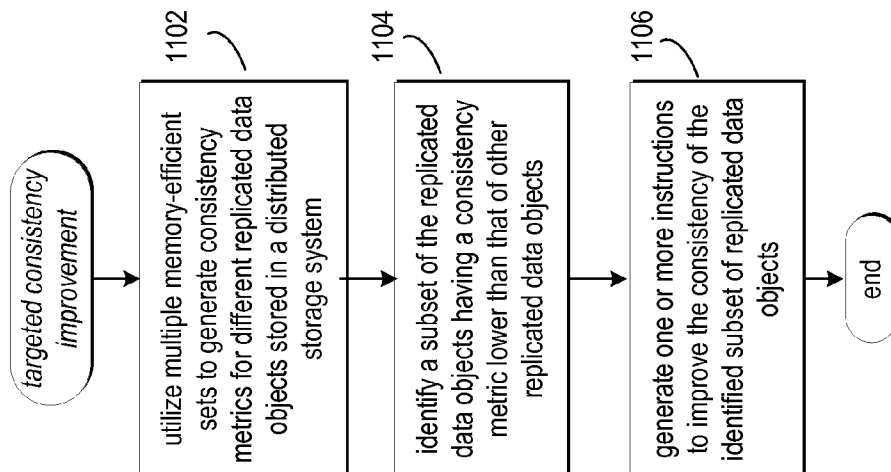 targeted consistency
improvement
1102
utilize multiple memory-efficient
sets to generate consistency
metrics for different replicated data
objects stored in a distributed
storage system
1104
identify a subset of the replicated
data objects having a consistency
metric lower than that of other
replicated data objects
1106
generate one or more instructions
to improve the consistency of the
identified subset of replicated data
objects
end